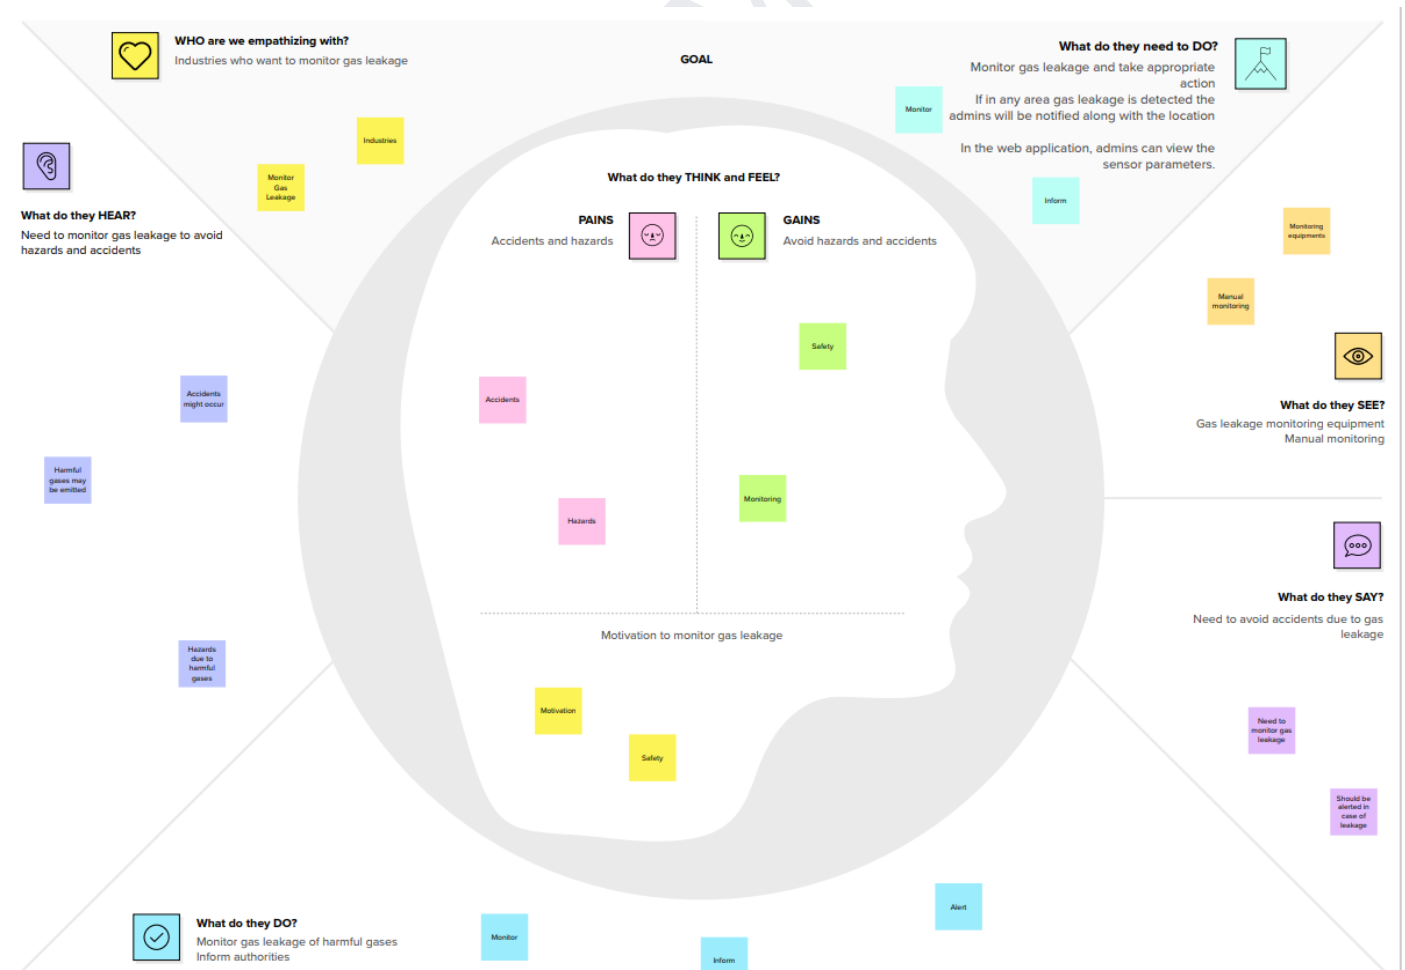 WHO are we empathizing with?
Industries who want to monitor gas leakage
Industries
Monitor
Gas
Leakage
GOAL
What do they need to DO?
Monitor gas leakage and take appropriate
action
If in any area gas leakage is detected the
admins will be notified along with the location
In the web application, admins can view the
sensor parameters.
Monitor
Inform
What do they HEAR?
Need to monitor gas leakage to avoid
hazards and accidents
Accidents
might occur
Harmful
gases may
be emitted
Hazards
due to
harmful
gases
What do they THINK and FEEL?
PAINS
Accidents and hazards
Accidents
Hazards
GAINS
Avoid hazards and accidents
Safety
Monitoring
Motivation to monitor gas leakage
Motivation
Safety
Monitoring
equipments
Manual
monitoring
What do they SEE?
Gas leakage monitoring equipment
Manual monitoring
What do they SAY?
Need to avoid accidents due to gas
leakage
Need to
monitor gas
leakage
Should be
alerted in
case of
leakage
What do they DO?
Monitor gas leakage of harmful gases
Inform authorities
Monitor
Inform
Alert